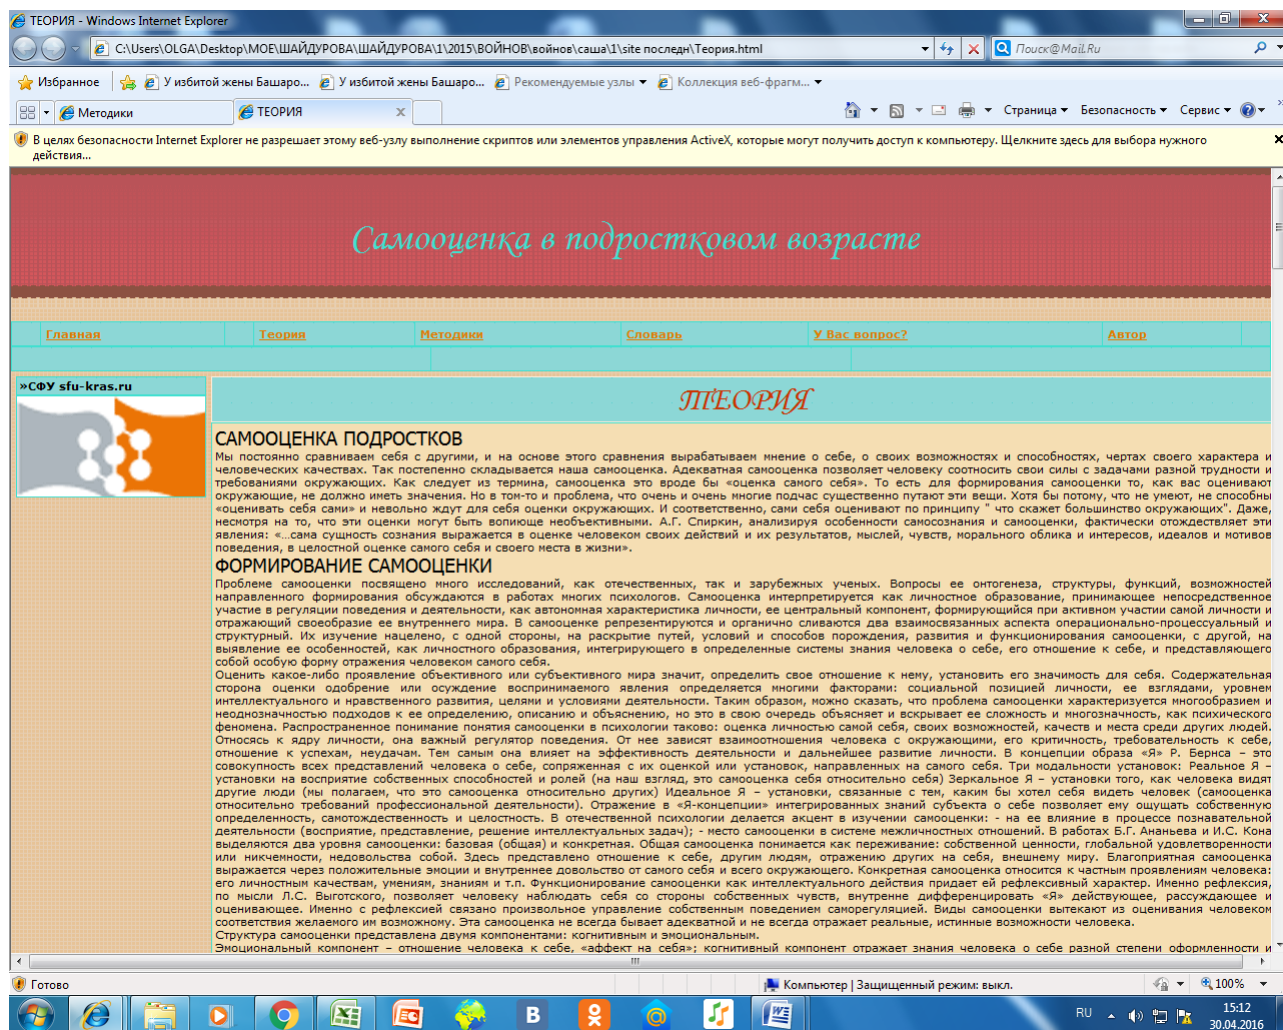 ТЕОРИЯ - Windows Internet Explorer
C:\Users\OLGA\Desktop\МОЕ\ШАЙДУРОВА\ШАЙДУРОВА\1\2015\ВОЙНОВ\войнов\саша\1\site последн\Теория.html
Поиск@Mail.Ru
Избранное У избитой жены Башаро... У избитой жены Башаро... Рекомендуемые узлы Коллекция веб-фрагм...
Методики ТЕОРИЯ x Страница Безопасность Сервис
В целях безопасности Internet Explorer не разрешает этому веб-узлу выполнение скриптов или элементов управления ActiveX, которые могут получить доступ к компьютеру. Щелкните здесь для выбора нужного
действия...
Самооценка в подростковом возрасте
Главная Теория Методики Словарь У Вас вопрос? Автор
»СФУ sfu-kras.ru
ТЕОРИЯ
САМООЦЕНКА ПОДРОСТКОВ
Мы постоянно сравниваем себя с другими, и на основе этого сравнения вырабатываем мнение о себе, о своих возможностях и способностях, чертах своего характера и
человеческих качествах. Так постепенно складывается наша самооценка. Адекватная самооценка позволяет человеку соотносить свои силы с задачами разной трудности и
требованиями окружающих. Как следует из термина, самооценка это вроде бы «оценка самого себя». То есть для формирования самооценки то, как вас оценивают
окружающие, не должно иметь значения. Но в том-то и проблема, что очень и очень многие подчас существенно путают эти вещи. Хотя бы потому, что не умеют, не способны
«оценивать себя сами» и невольно ждут для себя оценки окружающих. И соответственно, сами себя оценивают по принципу " что скажет большинство окружающих". Даже,
несмотря на то, что эти оценки могут быть вопиюще необъективными. А.Г. Спиркин, анализируя особенности самосознания и самооценки, фактически отождествляет эти
явления: «...сама сущность сознания выражается в оценке человеком своих действий и их результатов, мыслей, чувств, морального облика и интересов, идеалов и мотивов
поведения, в целостной оценке самого себя и своего места в жизни».
ФОРМИРОВАНИЕ САМООЦЕНКИ
Проблеме самооценки посвящено много исследований, как отечественных, так и зарубежных ученых. Вопросы ее онтогенеза, структуры, функций, возможностей
направленного формирования обсуждаются в работах многих психологов. Самооценка интерпретируется как личностное образование, принимающее непосредственное
участие в регуляции поведения и деятельности, как автономная характеристика личности, ее центральный компонент, формирующийся при активном участии самой личности и
отражающий своеобразие ее внутреннего мира. В самооценке репрезентируются и органично сливаются два взаимосвязанных аспекта операционально-процессуальный и
структурный. Их изучение нацелено, с одной стороны, на раскрытие путей, условий и способов порождения, развития и функционирования самооценки, с другой, на
выявление ее особенностей, как личностного образования, интегрирующего в определенные системы знания человека о себе, его отношение к себе, и представляющего
собой особую форму отражения человеком самого себя.
Оценить какое-либо проявление объективного или субъективного мира значит, определить свое отношение к нему, установить его значимость для себя. Содержательная
сторона оценки одобрение или осуждение воспринимаемого явления определяется многими факторами: социальной позицией личности, ее взглядами, уровнем
интеллектуального и нравственного развития, целями и условиями деятельности. Таким образом, можно сказать, что проблема самооценки характеризуется многообразием и
неоднозначностью подходов к ее определению, описанию и объяснению, но это в свою очередь объясняет и вскрывает ее сложность и многозначность, как психического
феномена. Распространенное понимание понятия самооценки в психологии таково: оценка личностью самой себя, своих возможностей, качеств и места среди других людей.
Относясь к ядру личности, она важный регулятор поведения. От нее зависят взаимоотношения человека с окружающими, его критичность, требовательность к себе,
отношение к успехам, неудачам. Тем самым она влияет на эффективность деятельности и дальнейшее развитие личности. В концепции образа «Я» Р. Бернса – это
совокупность всех представлений человека о себе, сопряженная с их оценкой или установок, направленных на самого себя. Три модальности установок: Реальное Я –
установки на восприятие собственных способностей и ролей (на наш взгляд, это самооценка себя относительно себя) Зеркальное Я – установки того, как человека видят
другие люди (мы полагаем, что это самооценка относительно других) Идеальное Я – установки, связанные с тем, каким бы хотел себя видеть человек (самооценка
относительно требований профессиональной деятельности). Отражение в «Я-концепции» интегрированных знаний субъекта о себе позволяет ему ощущать собственную
определенность, самотождественность и целостность. В отечественной психологии делается акцент в изучении самооценки: - на ее влияние в процессе познавательной
деятельности (восприятие, представление, решение интеллектуальных задач); - место самооценки в системе межличностных отношений. В работах Б.Г. Ананьева и И.С. Кона
выделяются два уровня самооценки: базовая (общая) и конкретная. Общая самооценка понимается как переживание: собственной ценности, глобальной удовлетворенности
или никчемности, недовольства собой. Здесь представлено отношение к себе, другим людям, отражению других на себя, внешнему миру. Благоприятная самооценка
выражается через положительные эмоции и внутреннее довольство от самого себя и всего окружающего. Конкретная самооценка относится к частным проявлениям человека:
его личностным качествам, умениям, знаниям и т.п. Функционирование самооценки как интеллектуального действия придает ей рефлексивный характер. Именно рефлексия,
по мысли Л.С. Выготского, позволяет человеку наблюдать себя со стороны собственных чувств, внутренне дифференцировать «Я» действующее, рассуждающее и
оценивающее. Именно с рефлексией связано произвольное управление собственным поведением саморегуляцией. Виды самооценки вытекают из оценивания человеком
соответствия желаемого им возможному. Эта самооценка не всегда бывает адекватной и не всегда отражает реальные, истинные возможности человека.
Структура самооценки представлена двумя компонентами: когнитивным и эмоциональным.
Эмоциональный компонент – отношение человека к себе, «аффект на себя»; когнитивный компонент отражает знания человека о себе разной степени оформленности и
Готово Компьютер | Защищенный режим: выкл. 100%
RU 15:12
30.04.2016